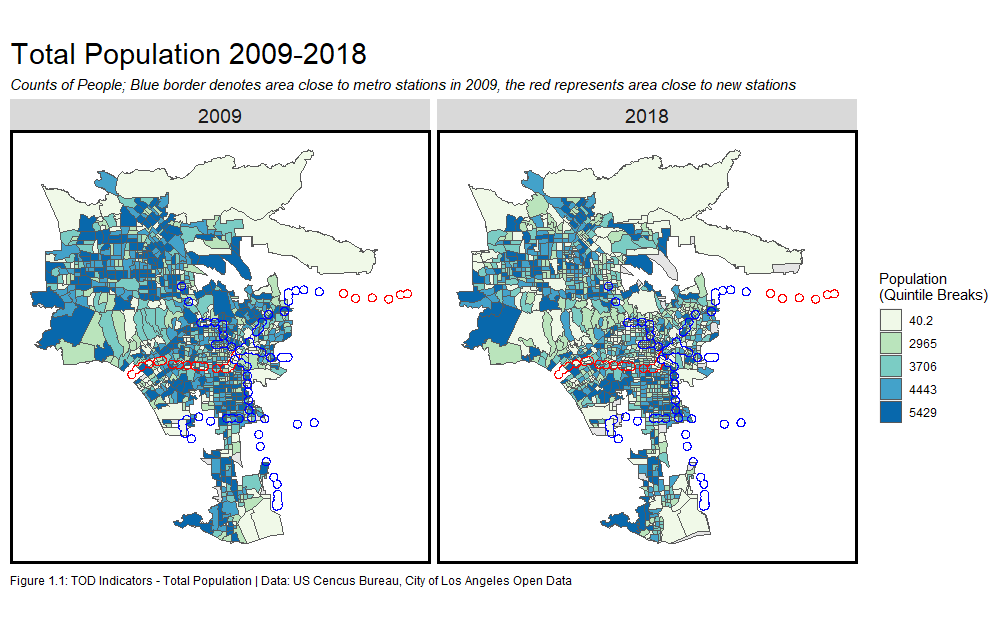 Total Population 2009-2018
Counts of People; Blue border denotes area close to metro stations in 2009, the red represents area close to new stations
2009
2018
Population
(Quintile Breaks)
40.2
2965
3706
4443
5429
Figure 1.1: TOD Indicators - Total Population | Data: US Cencus Bureau, City of Los Angeles Open Data